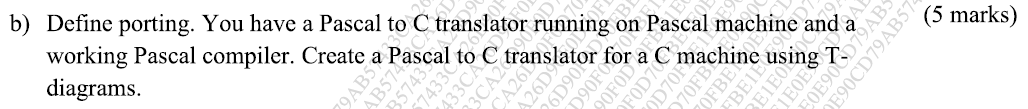 b) Define porting. You have a Pascal to C translator running on Pascal machine and a (5 marks)
working Pascal compiler. Create a Pascal to C translator for a C machine using T-
diagrams.